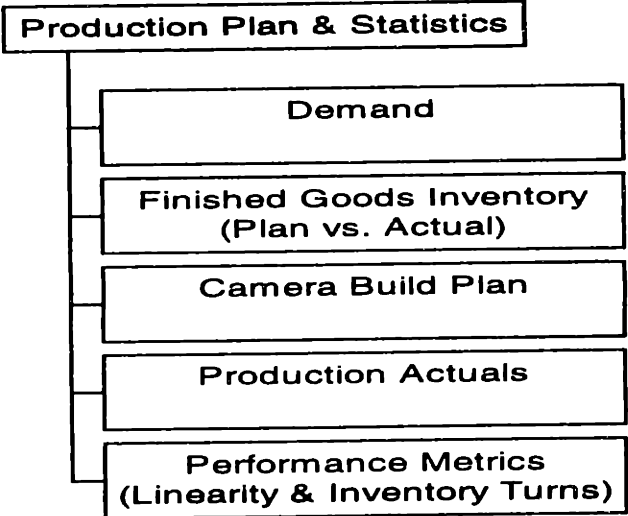 Production Plan & Statistics
Demand
Finished Goods Inventory
(Plan vs. Actual)
Camera Build Plan
Production Actuals
Performance Metrics
(Linearity & Inventory Turns)